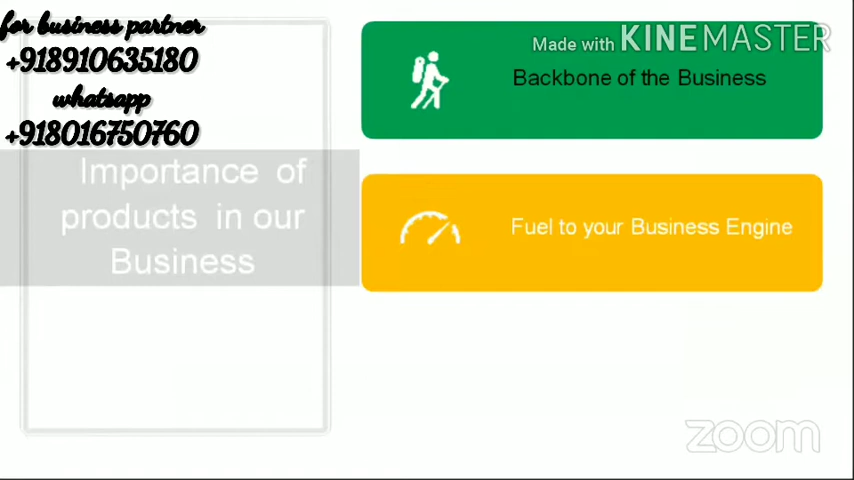 for business partner
+918910635180
whatsapp
+918016750760
Made with KINEMASTER
Backbone of the Business
Importance of
products in our
Business
Fuel to your Business Engine
zoom